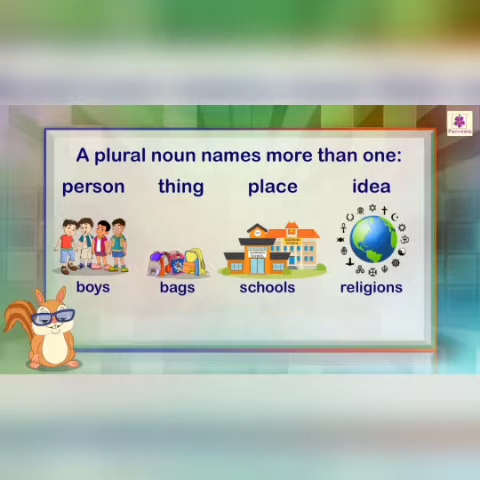 A plural noun names more than one:
person thing place idea
boys bags schools religions